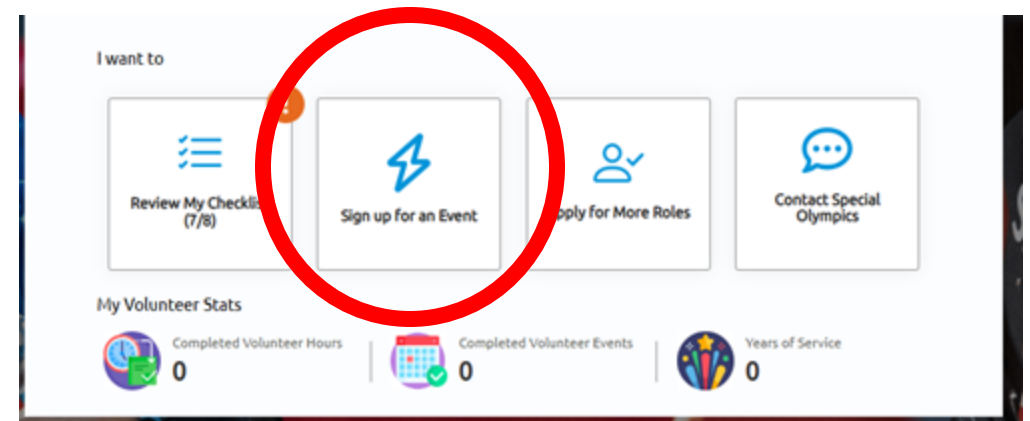 I want to
Review My Checklis
(7/8)
Sign up for an Event
pply for More Roles
Contact Special
Olympics
My Volunteer Stats
Completed Volunteer Hours
0
Completed Volunteer Events
0
Years of Service
0